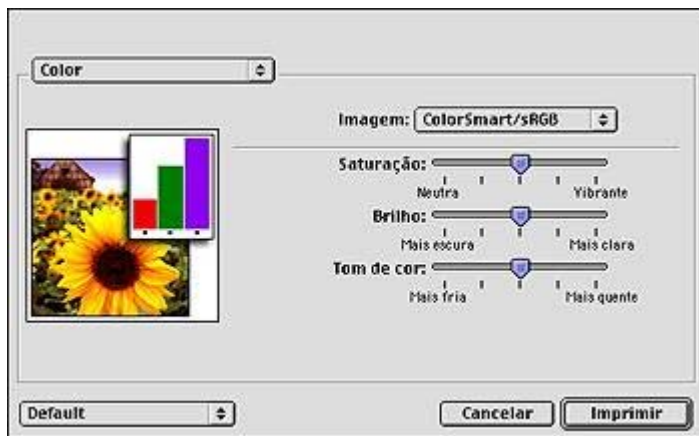 Color
Imagem: ColorSmart/sRGB
Saturação:
Neutra Vibrante
Brilho:
Mais escura Mais clara
Tom de cor:
Mais fria Mais quente
Default Cancelar Imprimir